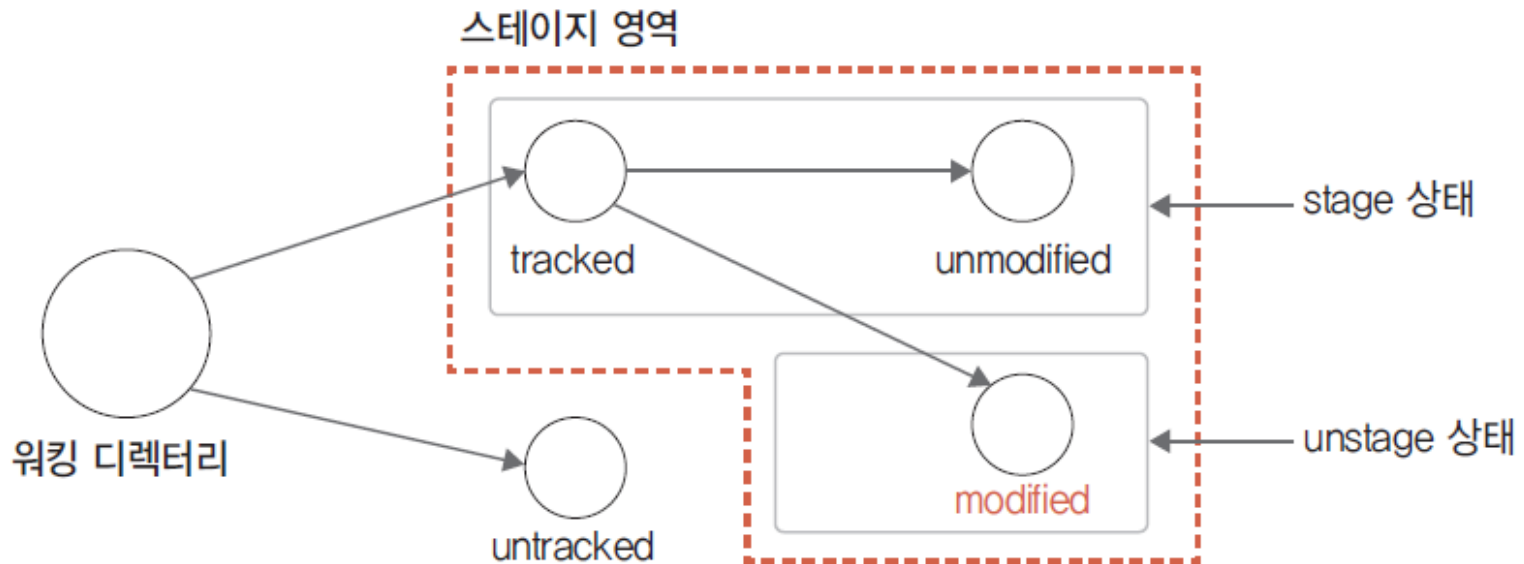 스테이지 영역
tracked
unmodified
stage 상태
워킹 디렉터리
untracked
modified
unstage 상태